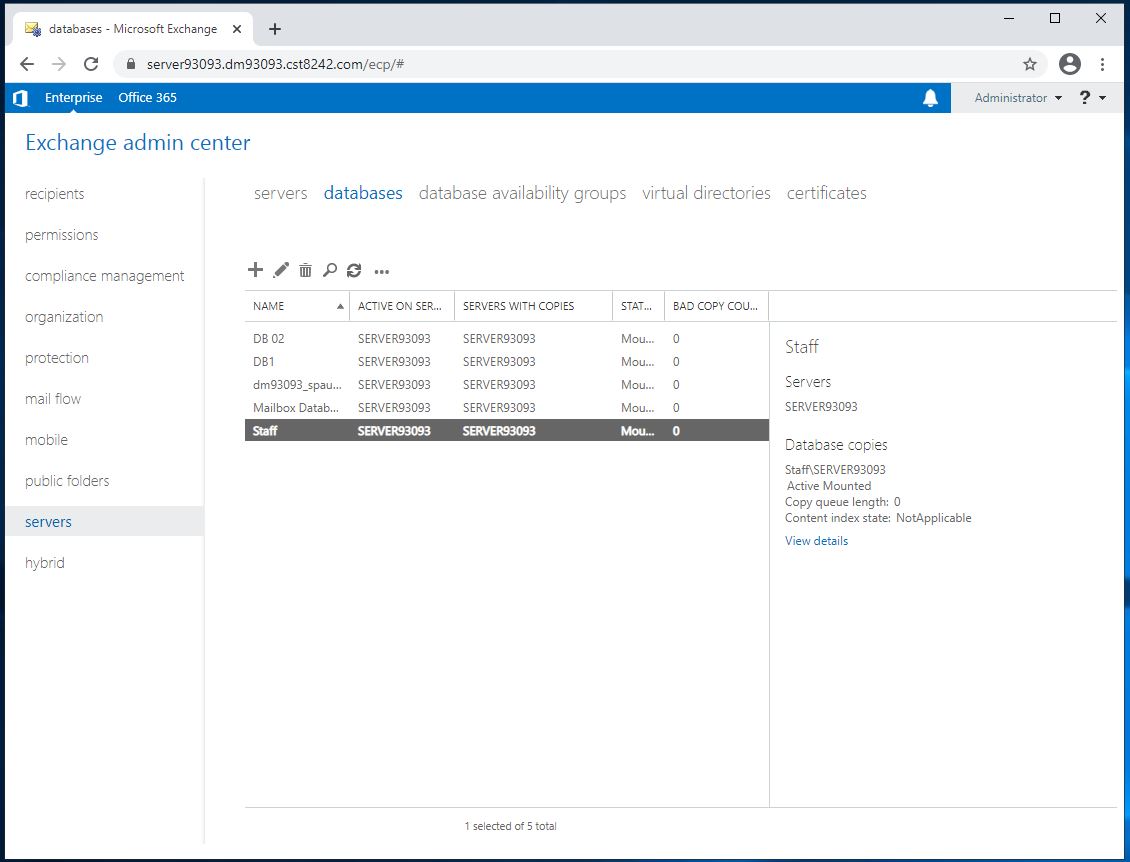 databases - Microsoft Exchange
server93093.dm93093.cst8242.com/ecp/#
Enterprise Office 365 Administrator ?
Exchange admin center
recipients
permissions
compliance management
organization
protection
mail flow
mobile
public folders
servers
hybrid
servers databases database availability groups virtual directories certificates
NAME ACTIVE ON SER... SERVERS WITH COPIES STAT... BAD COPY COU...
DB 02 SERVER93093 SERVER93093 Mou... 0
DB1 SERVER93093 SERVER93093 Mou... 0
dm93093_spau... SERVER93093 SERVER93093 Mou... 0
Mailbox Datab... SERVER93093 SERVER93093 Mou... 0
Staff SERVER93093 SERVER93093 Mou... 0
Staff
Servers
SERVER93093
Database copies
Staff\SERVER93093
Active Mounted
Copy queue length: 0
Content index state: NotApplicable
View details
1 selected of 5 total